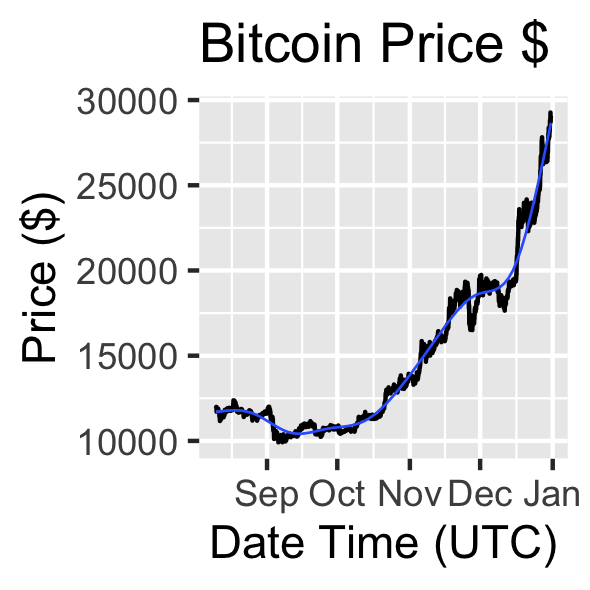 Bitcoin Price $
30000
25000
20000
15000
10000
Price ($)
Sep Oct Nov Dec Jan
Date Time (UTC)